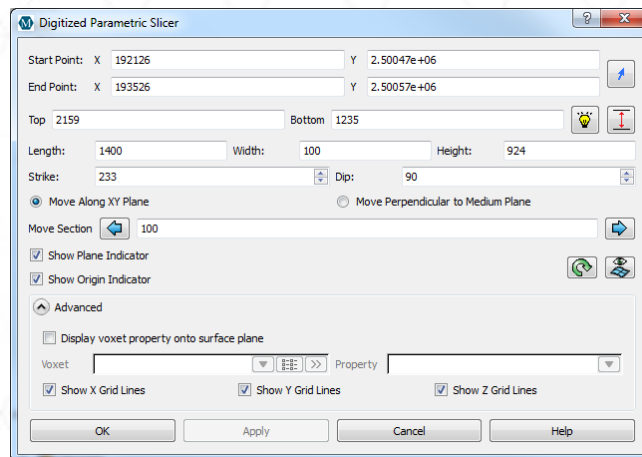 Digitized Parametric Slicer
Start Point: X 192126 Y 2.50047e+06
End Point: X 193526 Y 2.50057e+06
Top 2159 Bottom 1235
Length: 1400 Width: 100 Height: 924
Strike: 233 Dip: 90
Move Along XY Plane Move Perpendicular to Medium Plane
Move Section 100
Show Plane Indicator
Show Origin Indicator
Advanced
Display voxet property onto surface plane
Voxet Property
Show X Grid Lines Show Y Grid Lines Show Z Grid Lines
OK Apply Cancel Help